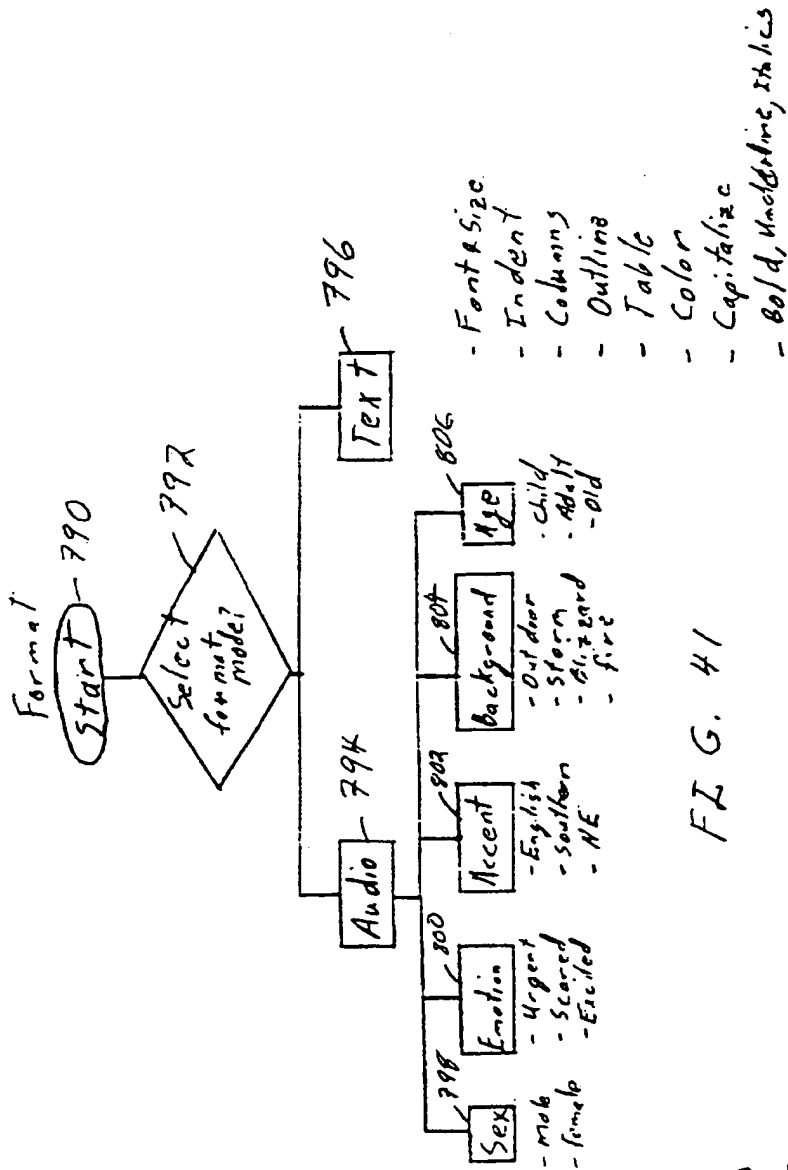 Format
Start
790
Select
format
mode?
792
Audio
794
Text
796
Sex
798
- male
- female
Emotion
800
- Urgent
- Scared
- Excited
Accent
802
- English
- Southern
- NE
Background
804
- Outdoor
- Storm
- Blizzard
- fire
Age
806
- Child
- Adult
- Old
- Font & Size
- Indent
- Columns
- Outline
- Table
- Color
- Capitalize
- Bold, Underline, Italics
FIG. 41